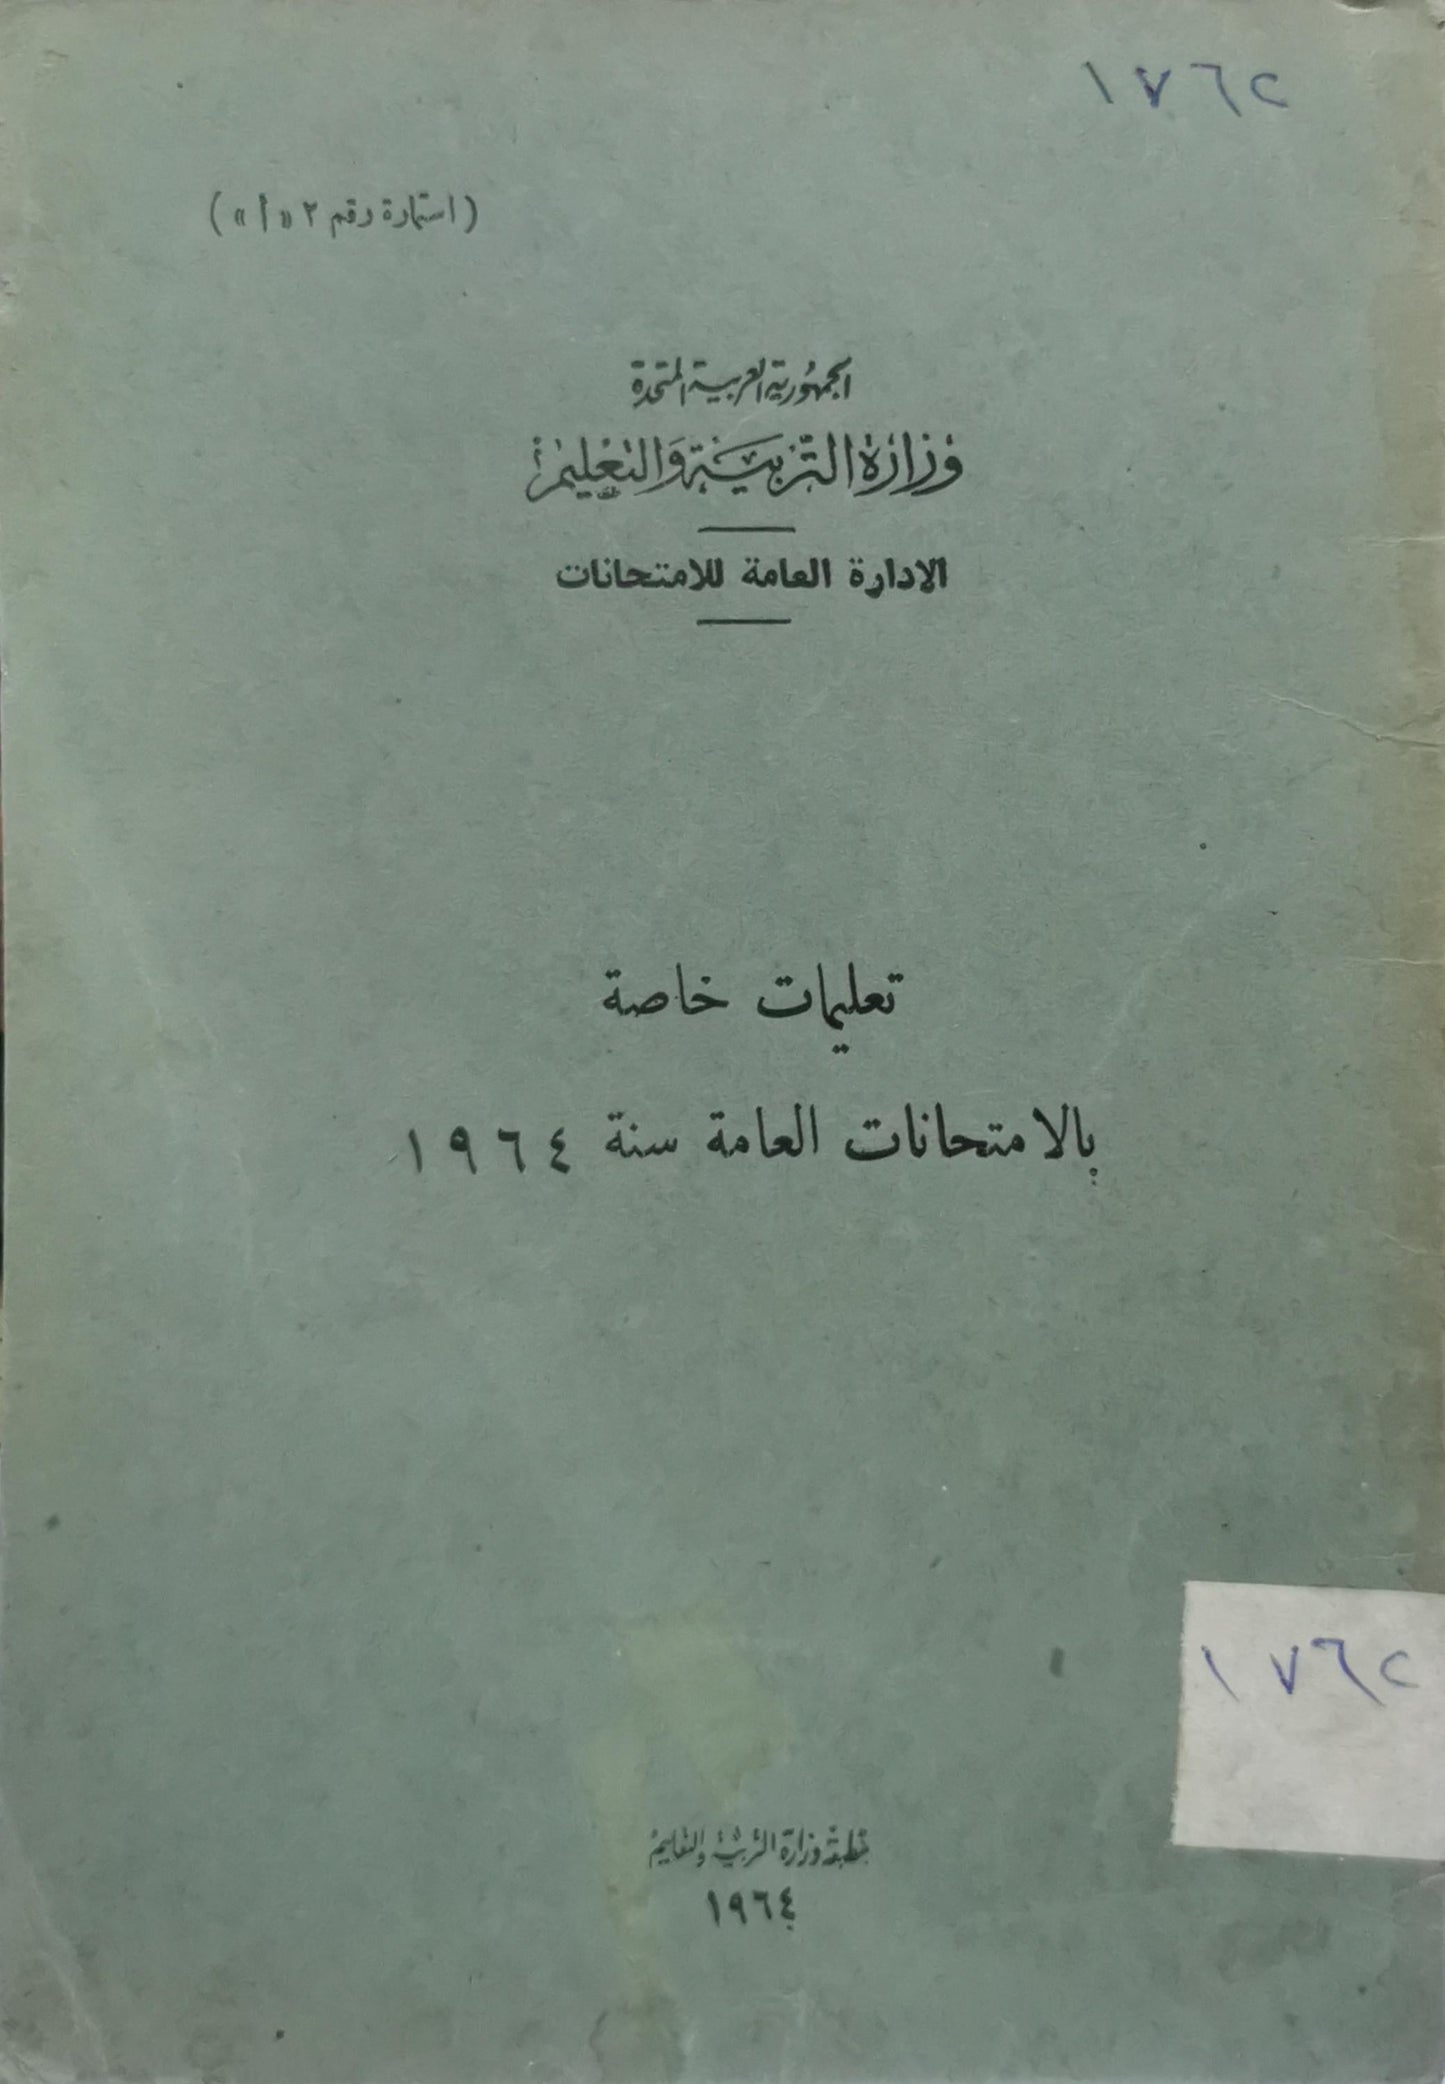 ١٧٦٢
(استمارة رقم ٢ «أ»)
الجمهورية العربية المتحدة
وزارة التربية والتعليم
الادارة العامة للامتحانات
تعليمات خاصة
بالامتحانات العامة سنة ١٩٦٤
١٧٦٢
مطبعة وزارة التربية والتعليم
١٩٦٤